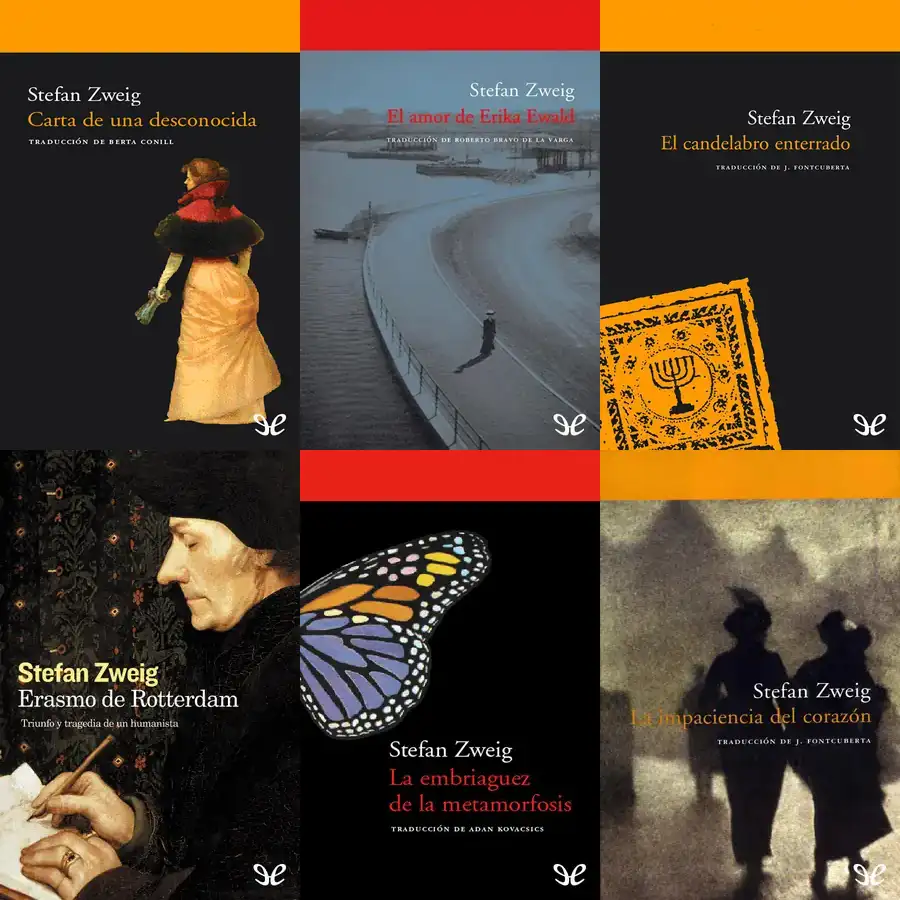 Stefan Zweig
Carta de una desconocida
TRADUCCIÓN DE BERTA CONILL
Stefan Zweig
El amor de Erika Ewald
TRADUCCIÓN DE ROBERTO BRAVO DE LA VARGA
Stefan Zweig
El candelabro enterrado
TRADUCCIÓN DE J. FONTCUBERTA
Stefan Zweig
Erasmo de Rotterdam
Triunfo y tragedia de un humanista
Stefan Zweig
La embriaguez
de la metamorfosis
TRADUCCIÓN DE ADAN KOVACSICS
Stefan Zweig
La impaciencia del corazón
TRADUCCIÓN DE J. FONTCUBERTA